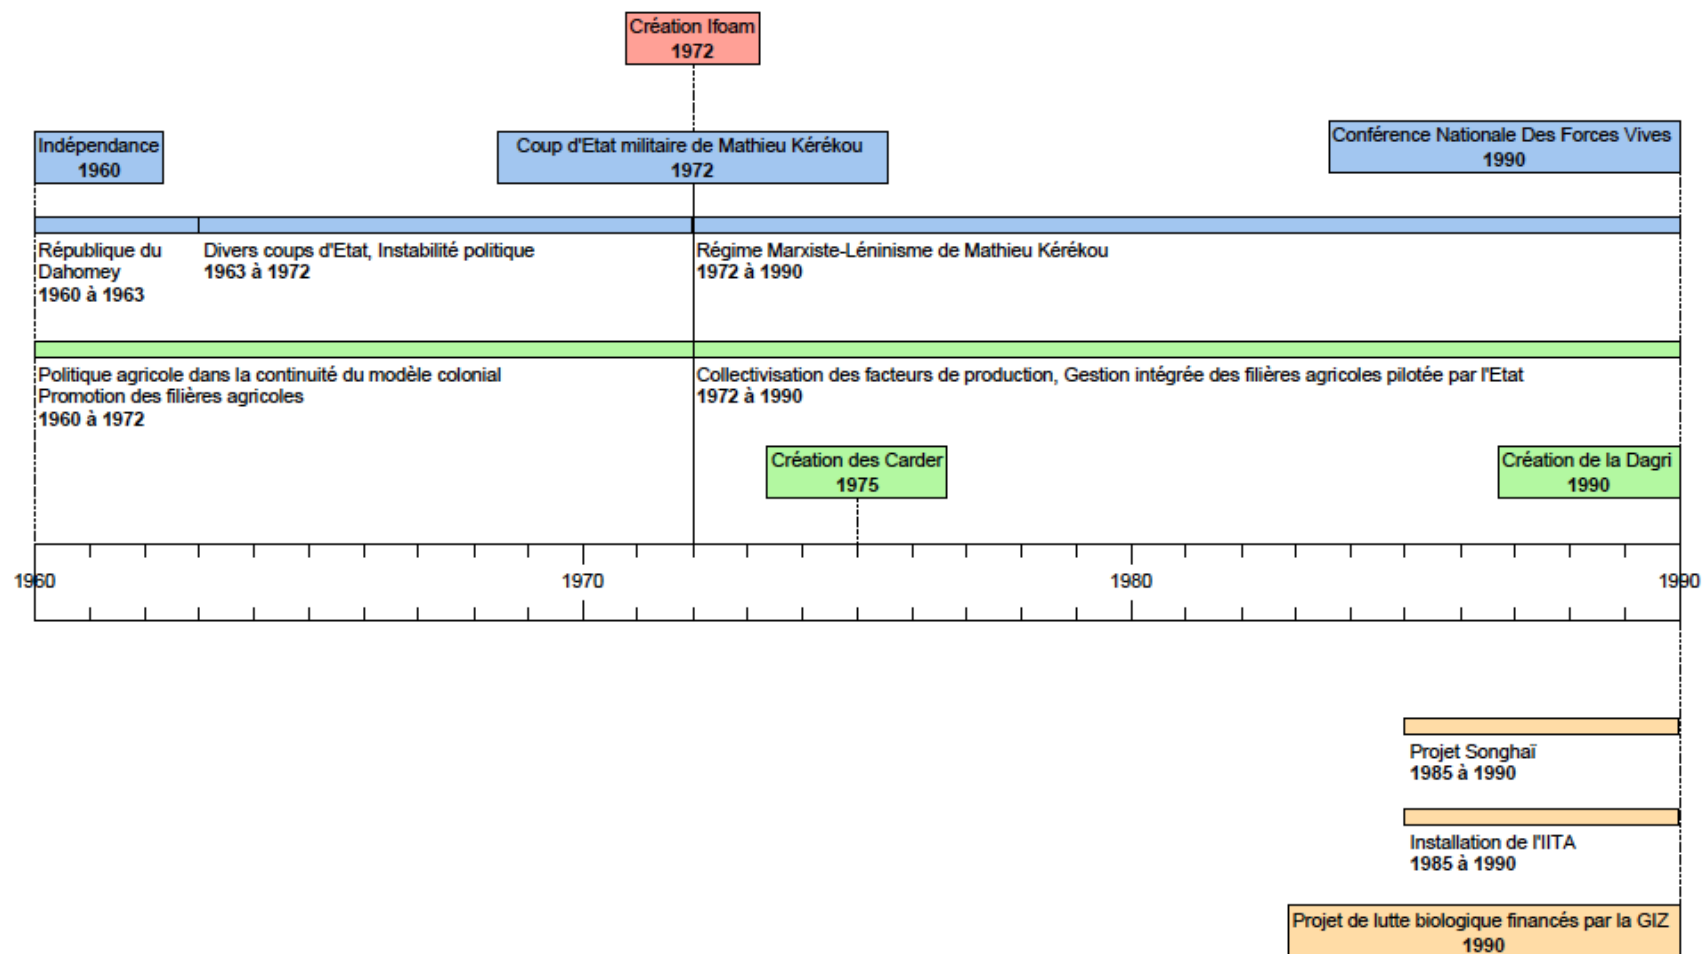 Création Ifoam
1972
Indépendance
1960
Coup d'Etat militaire de Mathieu Kérékou
1972
Conférence Nationale Des Forces Vives
1990
République du
Dahomey
1960 à 1963
Divers coups d'Etat, Instabilité politique
1963 à 1972
Régime Marxiste-Léninisme de Mathieu Kérékou
1972 à 1990
Politique agricole dans la continuité du modèle colonial
Promotion des filières agricoles
1960 à 1972
Collectivisation des facteurs de production, Gestion intégrée des filières agricoles pilotée par l'Etat
1972 à 1990
Création des Carder
1975
Création de la Dagri
1990
1960
1970
1980
1990
Projet Songhaï
1985 à 1990
Installation de l'IITA
1985 à 1990
Projet de lutte biologique financés par la GIZ
1990